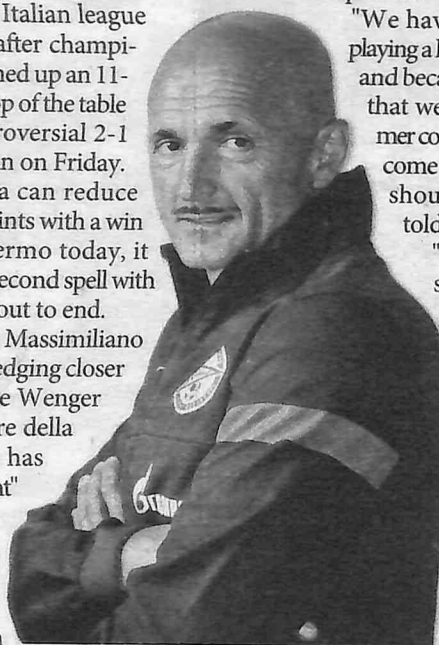 Italian league
after champi-
ned up an 11-
p of the table
roversial 2-1
n on Friday.
a can reduce
ints with a win
ermo today, it
econd spell with
out to end.
Massimiliano
edging closer
e Wenger
re della
has
t"
"We hav
playing a
and beca
that we
mer co
come
shou
told
"
s